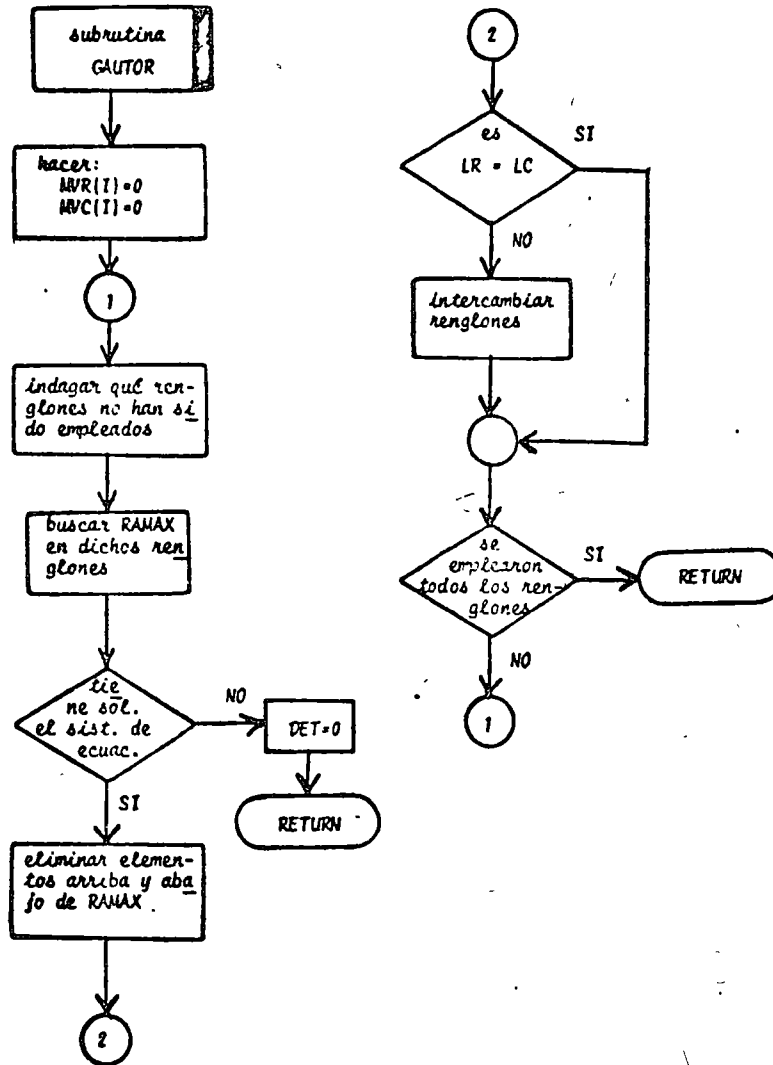 subrutina
GAUTOR
hacer:
MVR(I)=0
MVC(I)=0
1
indagar qué ren-
glones no han si
do empleados
buscar RAMAX
en dichos ren
glones
tie
ne sol.
el sist. de
ecuac.
NO
DET=0
RETURN
SI
eliminar elemen-
tos arriba y aba
jo de RAMAX
2
2
es
LR = LC
SI
NO
intercambiar
renglones
se
emplearon
todos los ren-
glones
SI
RETURN
NO
1